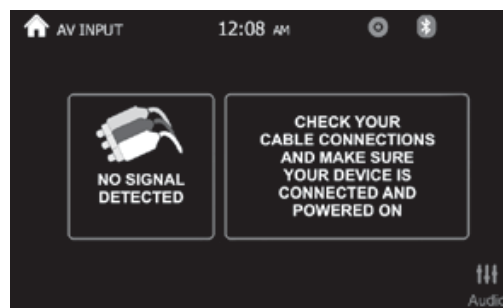 AV INPUT 12:08 AM
NO SIGNAL
DETECTED
CHECK YOUR
CABLE CONNECTIONS
AND MAKE SURE
YOUR DEVICE IS
CONNECTED AND
POWERED ON
Audio